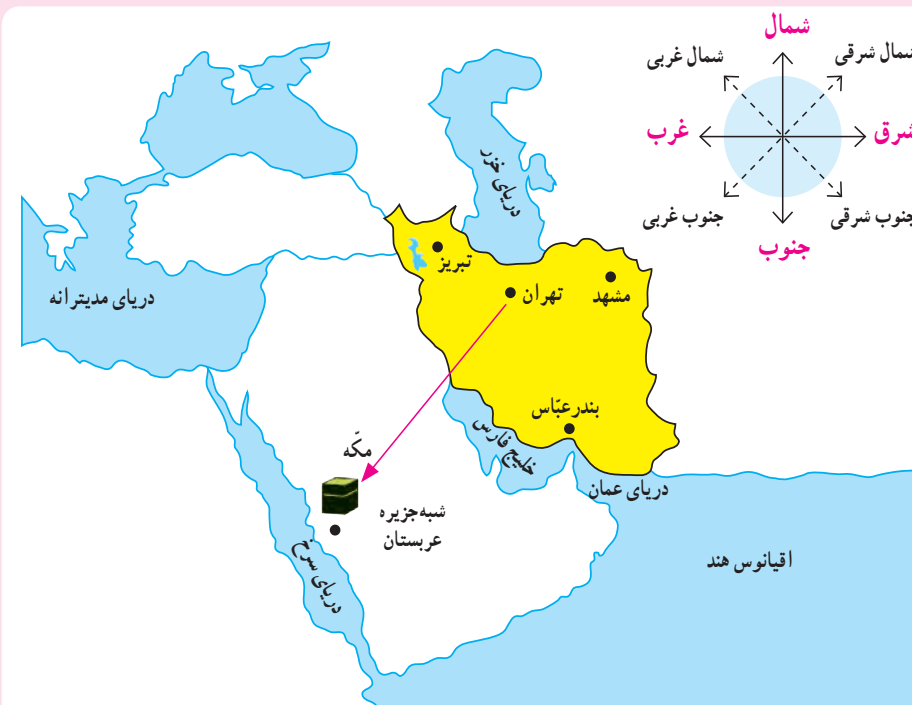 شمال
شمال شرقی
شمال غربی
شرق
غرب
جنوب شرقی
جنوب غربی
جنوب
دریای خزر
تبریز
مشهد
تهران
دریای مدیترانه
بندرعبّاس
خلیج فارس
مکّه
دریای عمان
شبه‌جزیره
عربستان
دریای سرخ
اقیانوس هند